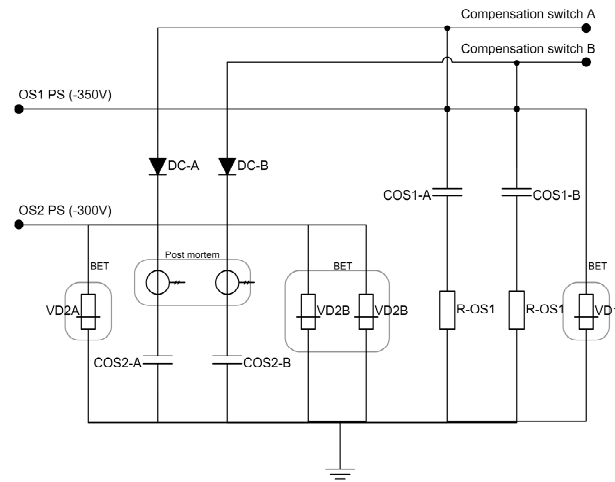 Compensation switch A
Compensation switch B
OS1 PS (-350V)
DC-A
DC-B
COS1-A
COS1-B
OS2 PS (-300V)
Post mortem
BET
BET
BET
VD2A
VD2B
VD2B
R-OS1
R-OS1
VD1
COS2-A
COS2-B